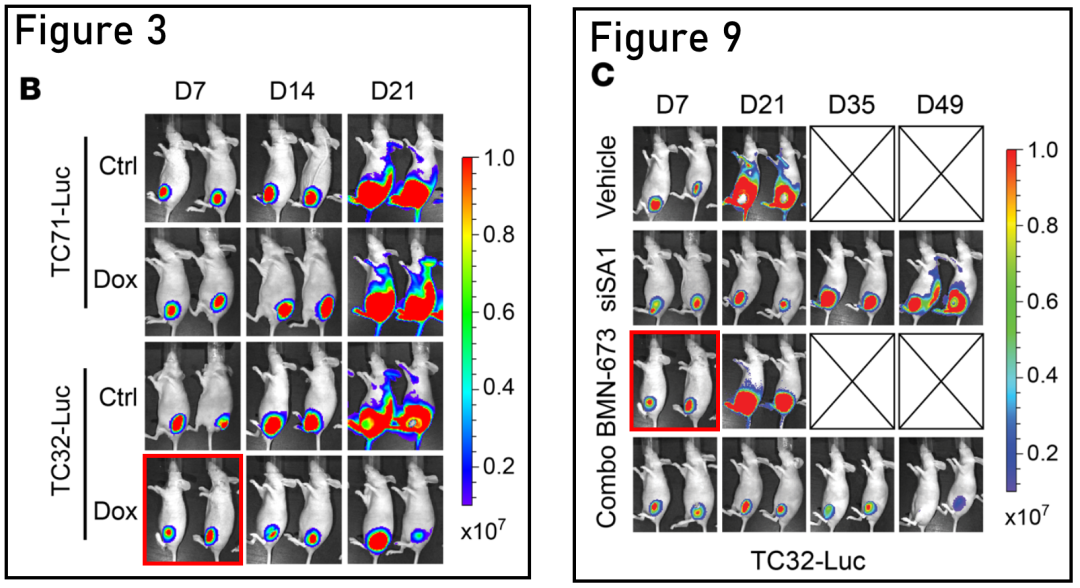 Figure 3
B
D7 D14 D21
TC71-Luc
Ctrl
Dox
TC32-Luc
Ctrl
Dox
1.0
0.8
0.6
0.4
0.2
x10⁷
Figure 9
C
D7 D21 D35 D49
Vehicle
siSA1
BMN-673
Combo
1.0
0.8
0.6
0.4
0.2
x10⁷
TC32-Luc